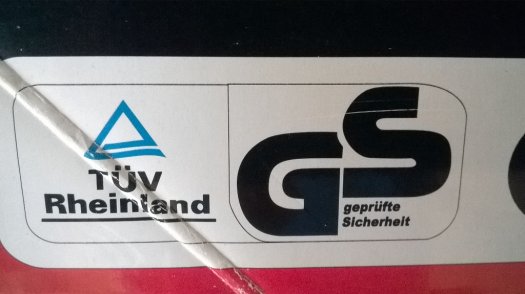 TÜV
Rheinland
GS
geprüfte
Sicherheit